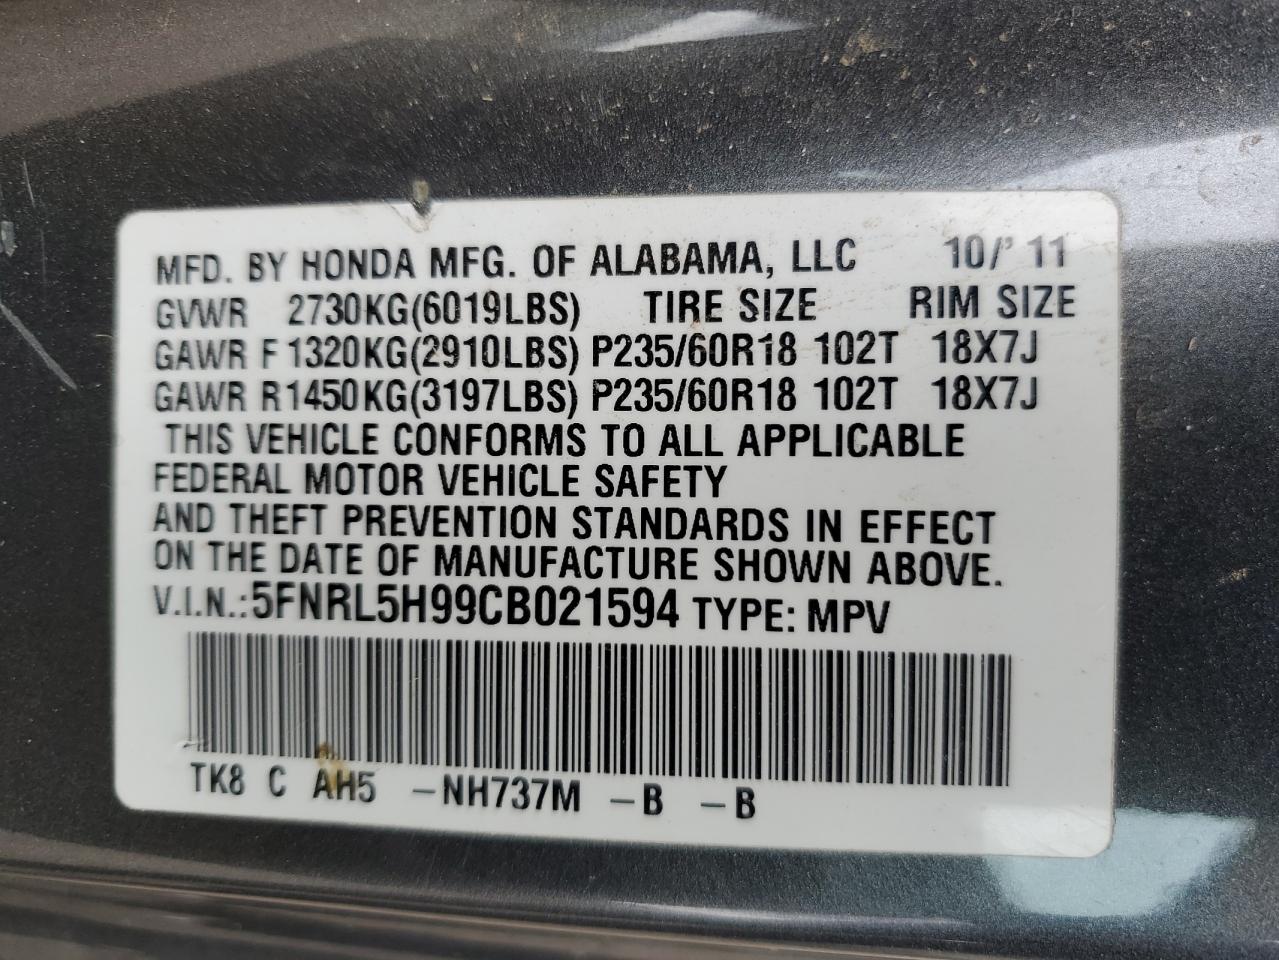 MFD. BY HONDA MFG. OF ALABAMA, LLC 10/'11
GVWR 2730KG(6019LBS) TIRE SIZE RIM SIZE
GAWR F 1320KG(2910LBS) P235/60R18 102T 18X7J
GAWR R1450KG(3197LBS) P235/60R18 102T 18X7J
THIS VEHICLE CONFORMS TO ALL APPLICABLE
FEDERAL MOTOR VEHICLE SAFETY
AND THEFT PREVENTION STANDARDS IN EFFECT
ON THE DATE OF MANUFACTURE SHOWN ABOVE.
V.I.N.:5FNRL5H99CB021594 TYPE: MPV
TK8 C AH5 -NH737M -B -B